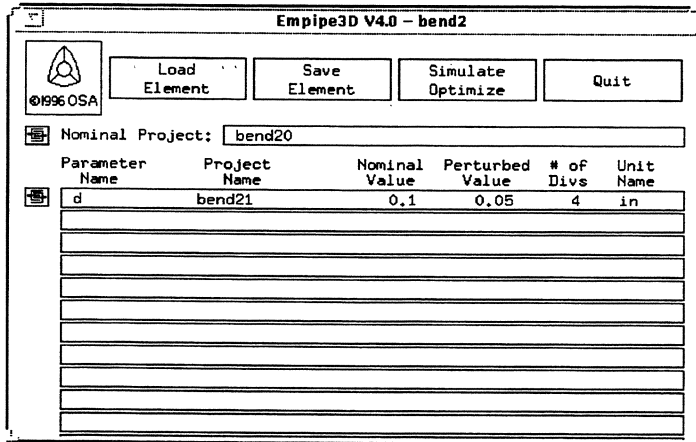 Empipe3D V4.0 – bend2
©1996 OSA
Load Element
Save Element
Simulate Optimize
Quit
Nominal Project: bend20
Parameter Name Project Name Nominal Value Perturbed Value # of Divs Unit Name
d bend21 0.1 0.05 4 in